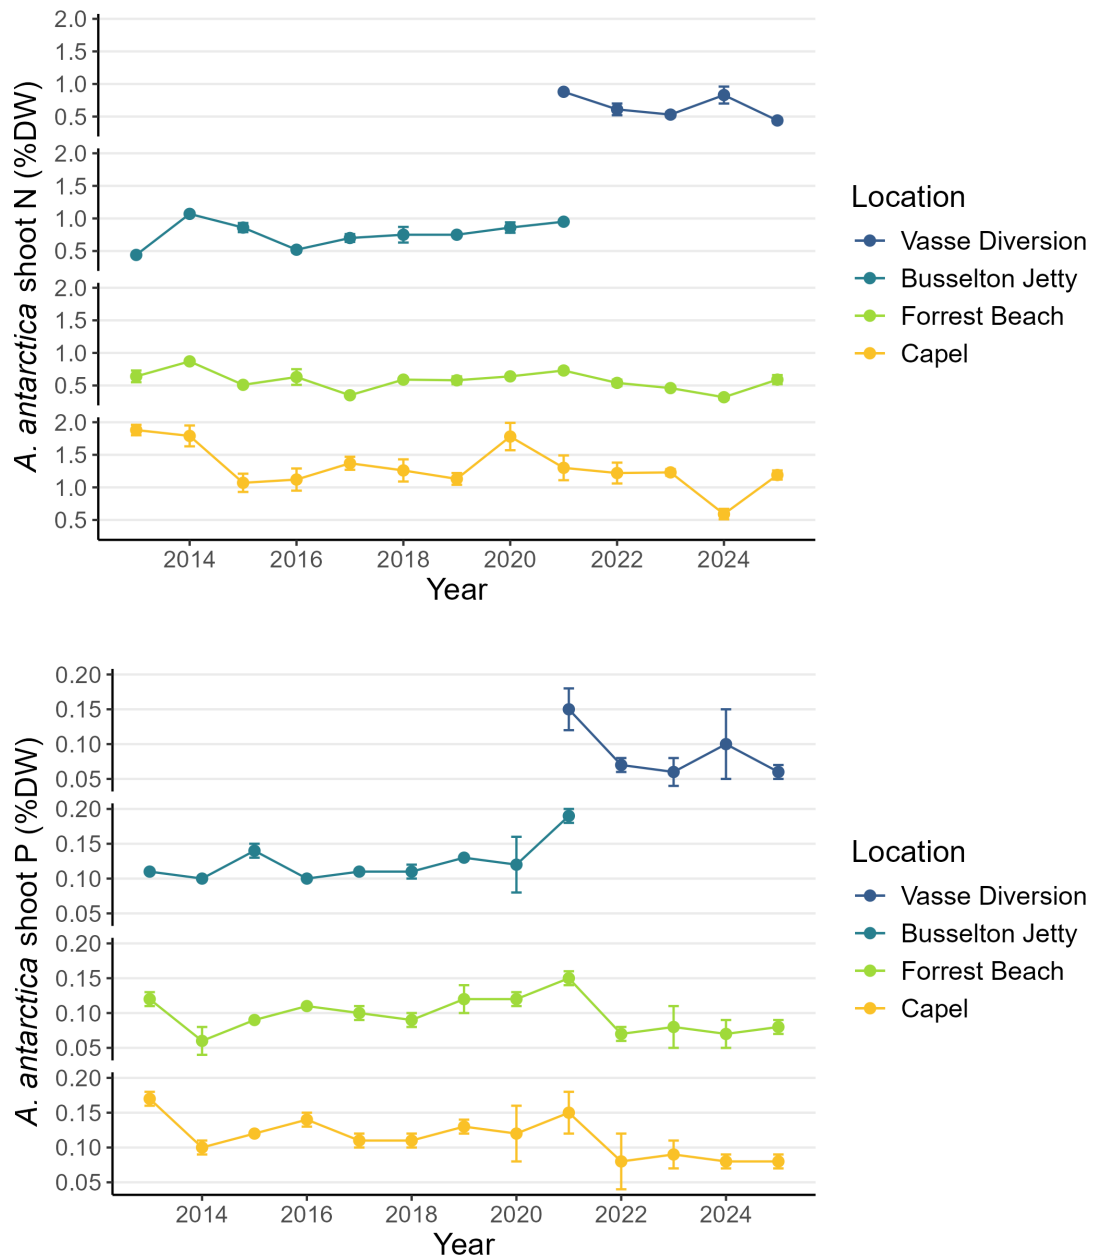 A. antarctica shoot N (%DW)
2.0
1.5
1.0
0.5
2.0
1.5
1.0
0.5
2.0
1.5
1.0
0.5
2.0
1.5
1.0
0.5
2014 2016 2018 2020 2022 2024
Year
Location
Vasse Diversion
Busselton Jetty
Forrest Beach
Capel
A. antarctica shoot P (%DW)
0.20
0.15
0.10
0.05
0.20
0.15
0.10
0.05
0.20
0.15
0.10
0.05
0.20
0.15
0.10
0.05
2014 2016 2018 2020 2022 2024
Year
Location
Vasse Diversion
Busselton Jetty
Forrest Beach
Capel